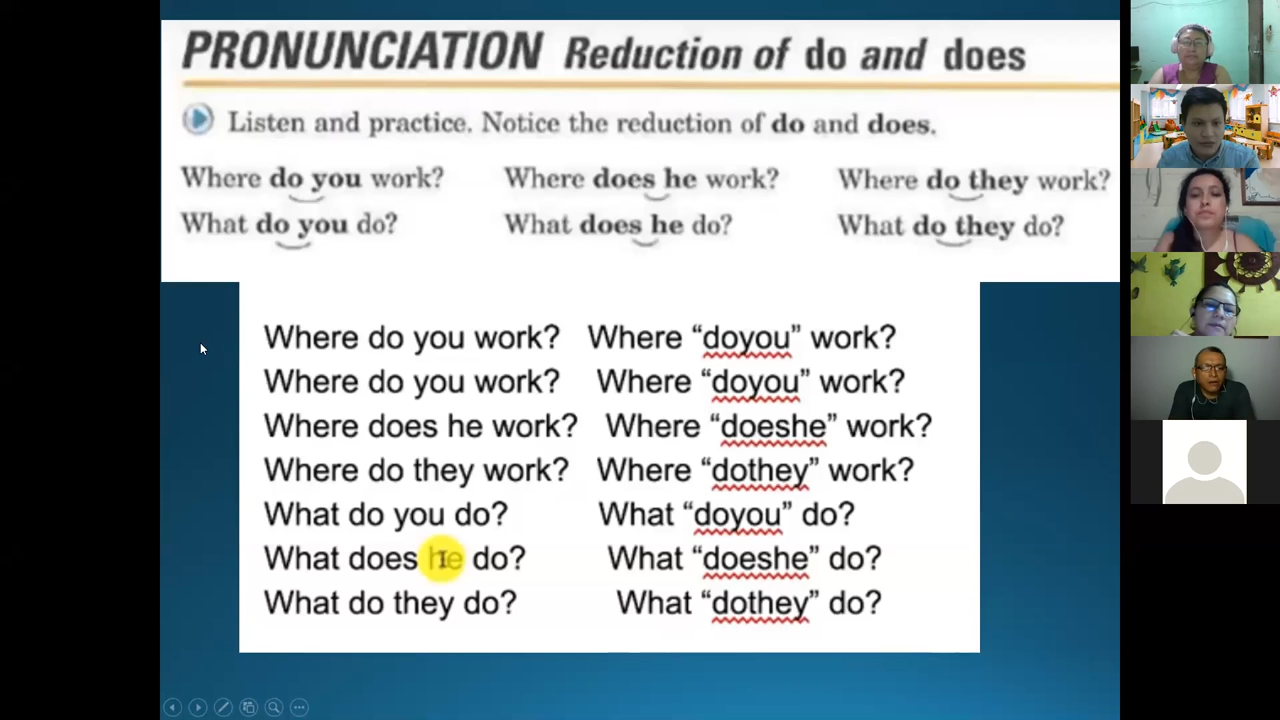 PRONUNCIATION Reduction of do and does
Listen and practice. Notice the reduction of do and does.
Where do you work? Where does he work? Where do they work?
What do you do? What does he do? What do they do?
Where do you work? Where “doyou” work?
Where do you work? Where “doyou” work?
Where does he work? Where “doeshe” work?
Where do they work? Where “dothey” work?
What do you do? What “doyou” do?
What does he do? What “doeshe” do?
What do they do? What “dothey” do?